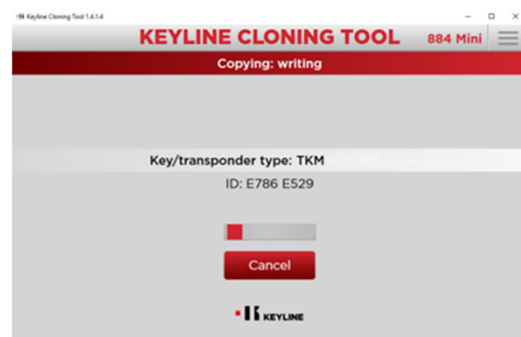 Keyline Cloning Tool 1.4.1.4
KEYLINE CLONING TOOL 884 Mini
Copying: writing
Key/transponder type: TKM
ID: E786 E529
Cancel
KEYLINE